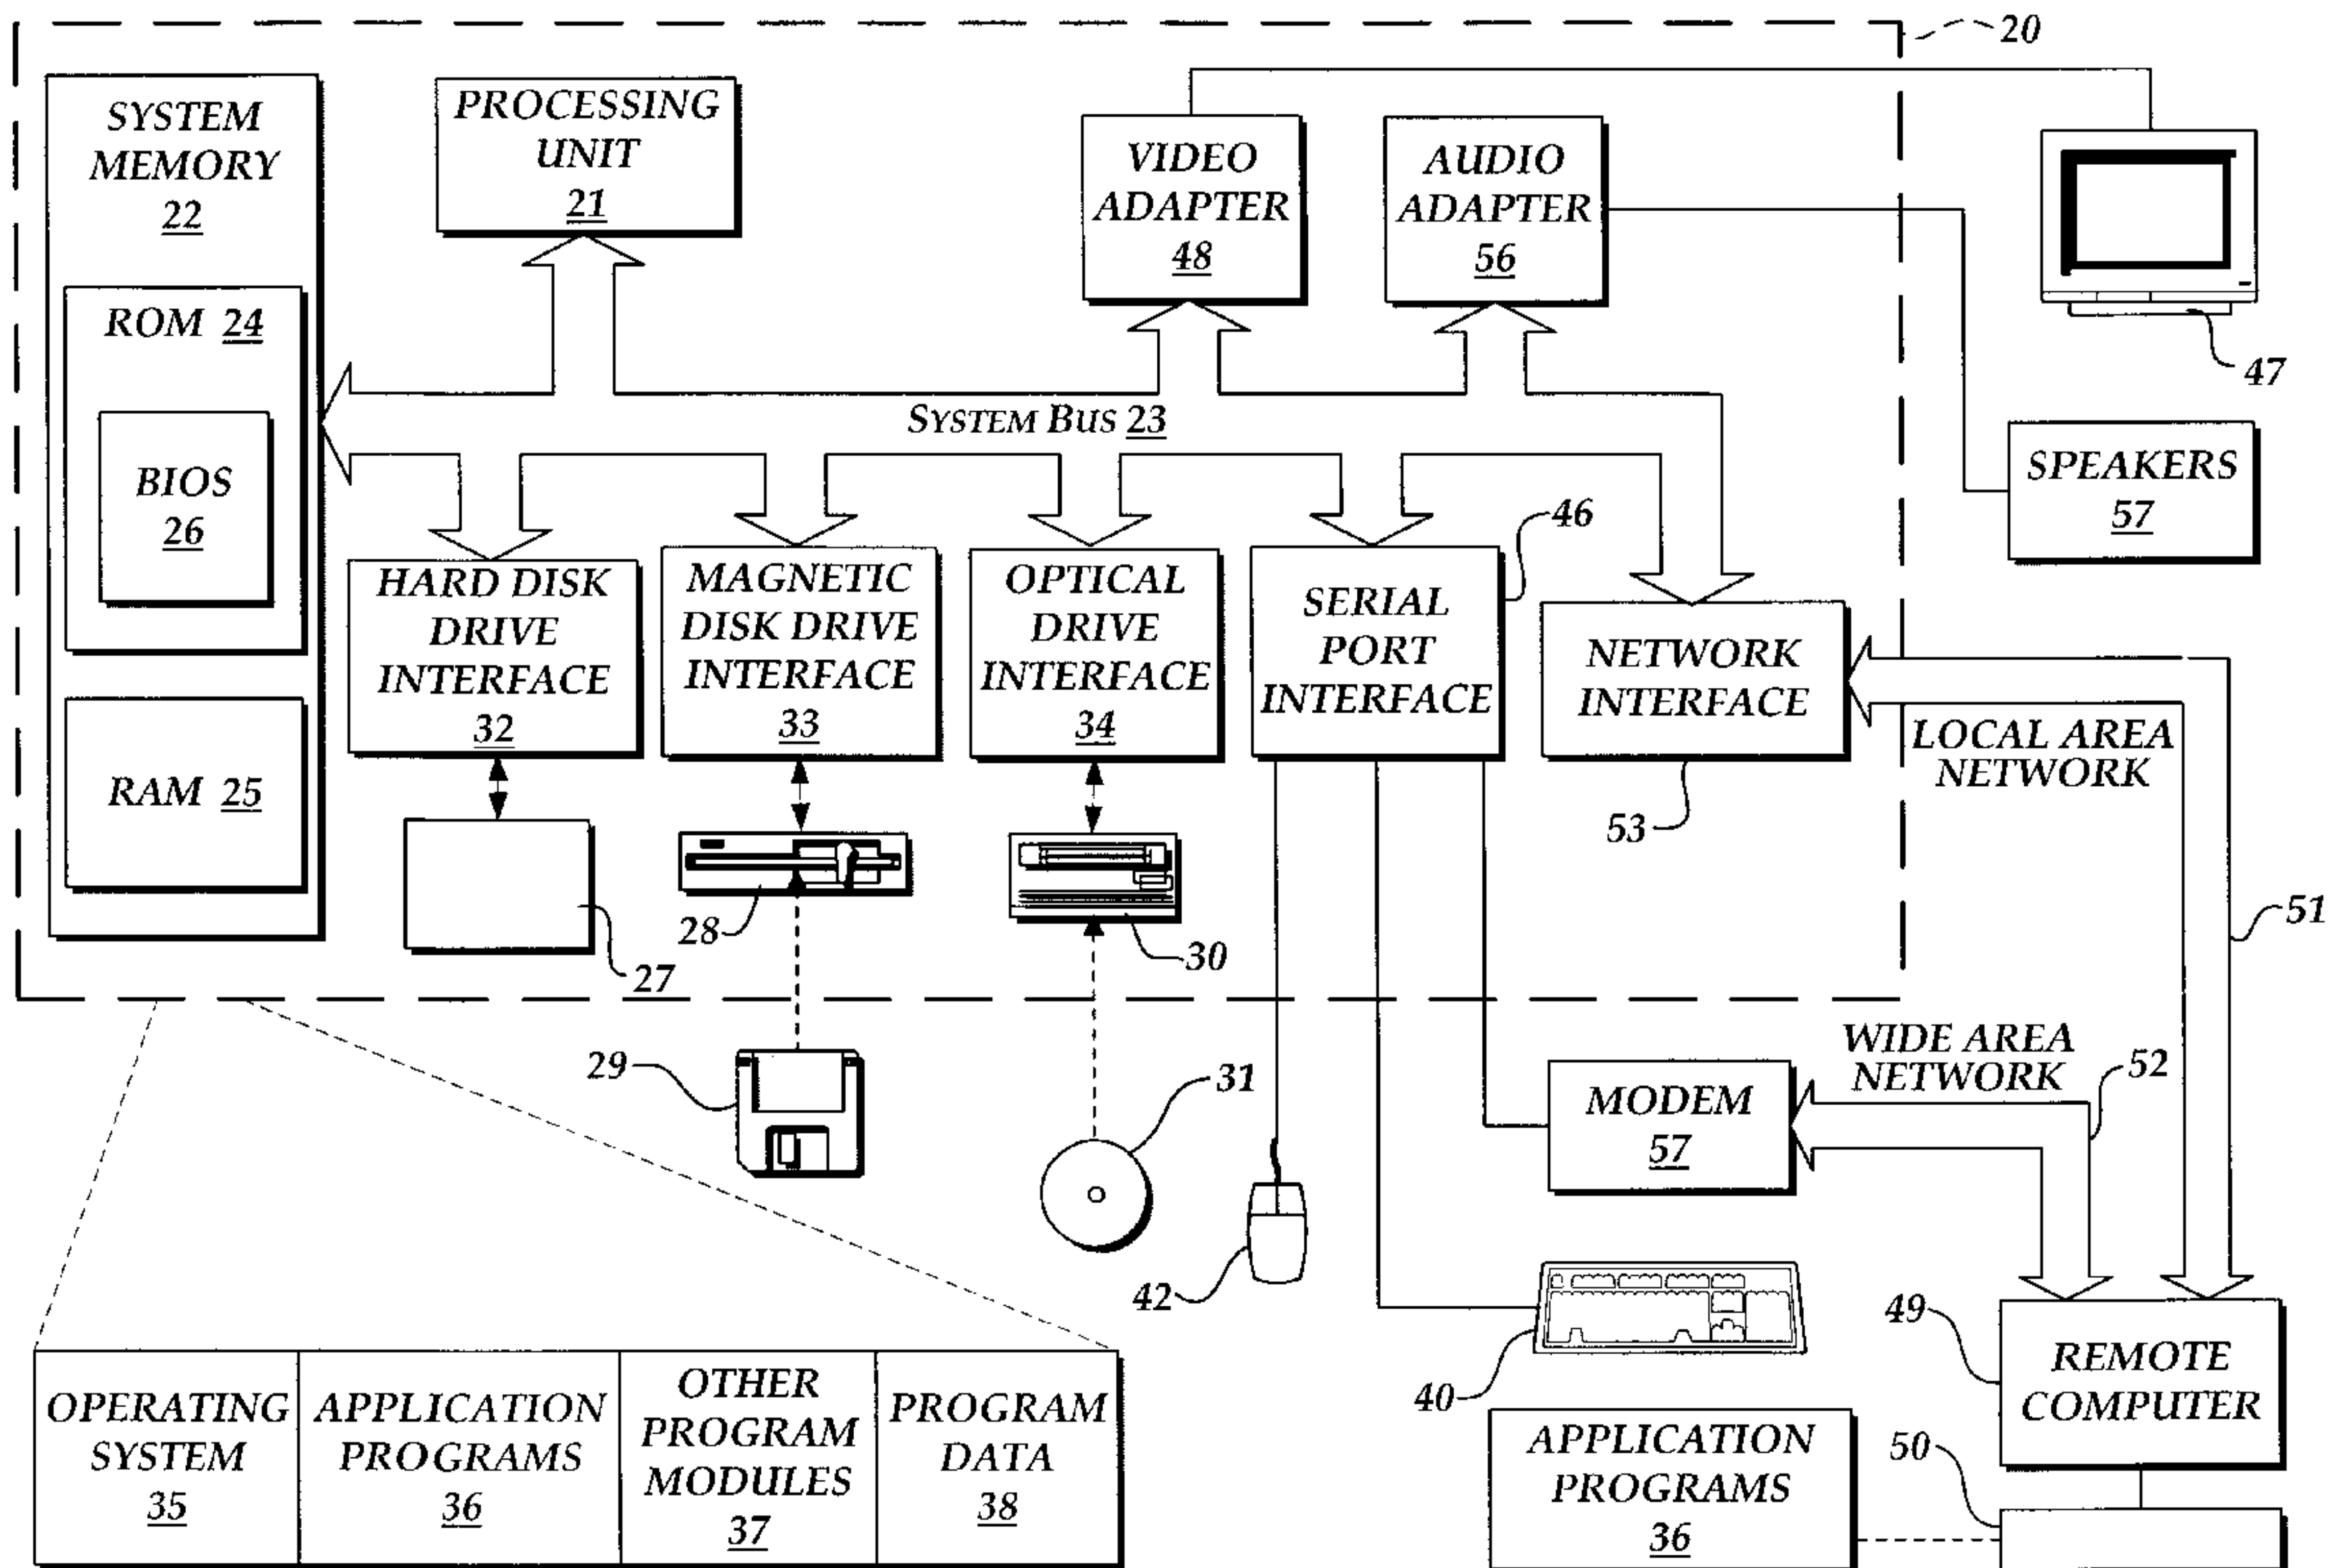 20
SYSTEM
MEMORY
22
ROM 24
BIOS
26
RAM 25
PROCESSING
UNIT
21
VIDEO
ADAPTER
48
AUDIO
ADAPTER
56
47
SYSTEM BUS 23
SPEAKERS
57
HARD DISK
DRIVE
INTERFACE
32
MAGNETIC
DISK DRIVE
INTERFACE
33
OPTICAL
DRIVE
INTERFACE
34
46
SERIAL
PORT
INTERFACE
NETWORK
INTERFACE
53
LOCAL AREA
NETWORK
27
28
30
51
29
31
42
MODEM
57
WIDE AREA
NETWORK
52
40
49
REMOTE
COMPUTER
50
OPERATING
SYSTEM
35
APPLICATION
PROGRAMS
36
OTHER
PROGRAM
MODULES
37
PROGRAM
DATA
38
APPLICATION
PROGRAMS
36